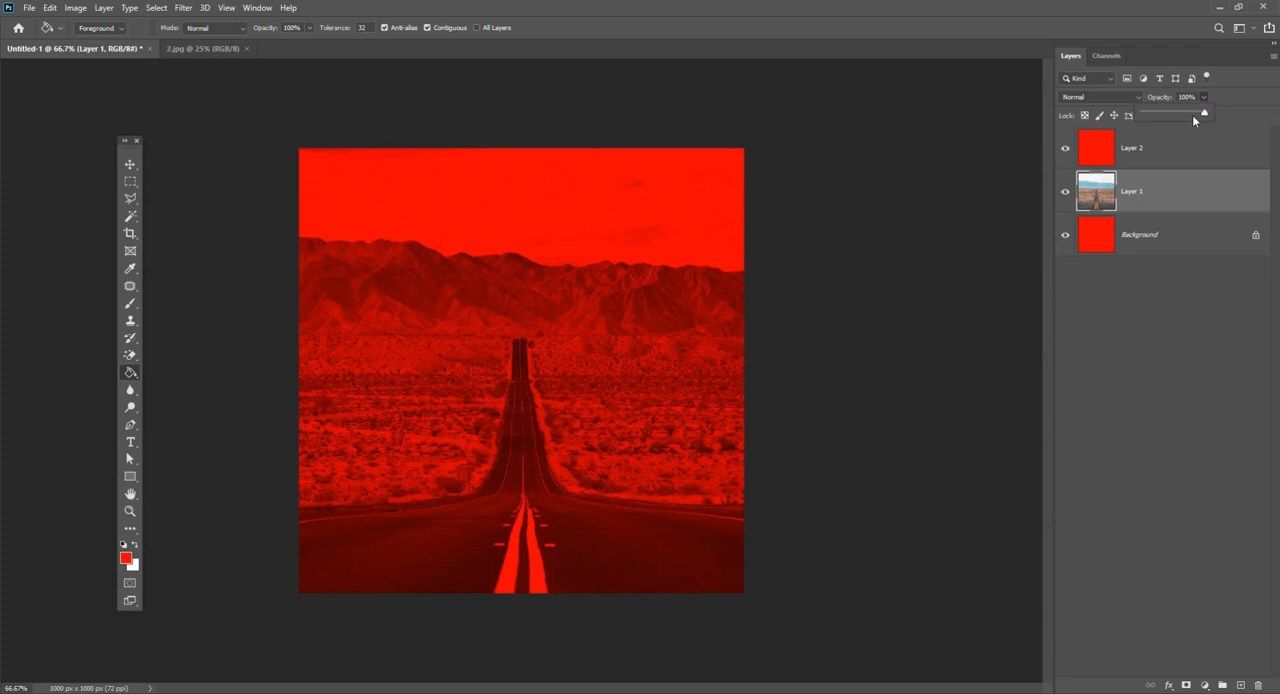 Ps File Edit Image Layer Type Select Filter 3D View Window Help
Foreground Mode: Normal Opacity: 100% Tolerance: 32 Anti-alias Contiguous All Layers
Untitled-1 @ 66.7% (Layer 1, RGB/8#) * × 2.jpg @ 25% (RGB/8) ×
Layers Channels
Kind
Normal Opacity: 100%
Lock:
Layer 2
Layer 1
Background
66.67% 1000 px x 1000 px (72 ppi)